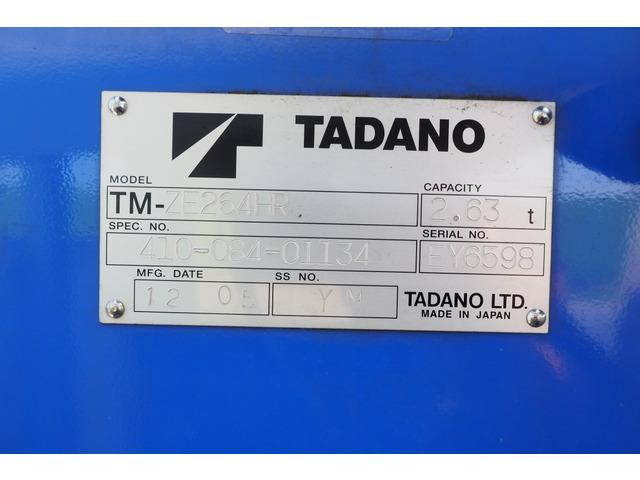 TADANO
MODEL
TM-ZE264HR
CAPACITY
2.63 t
SPEC. NO.
410-084-01134
SERIAL NO.
EY6598
MFG. DATE
12 05
SS NO.
YM
TADANO LTD.
MADE IN JAPAN